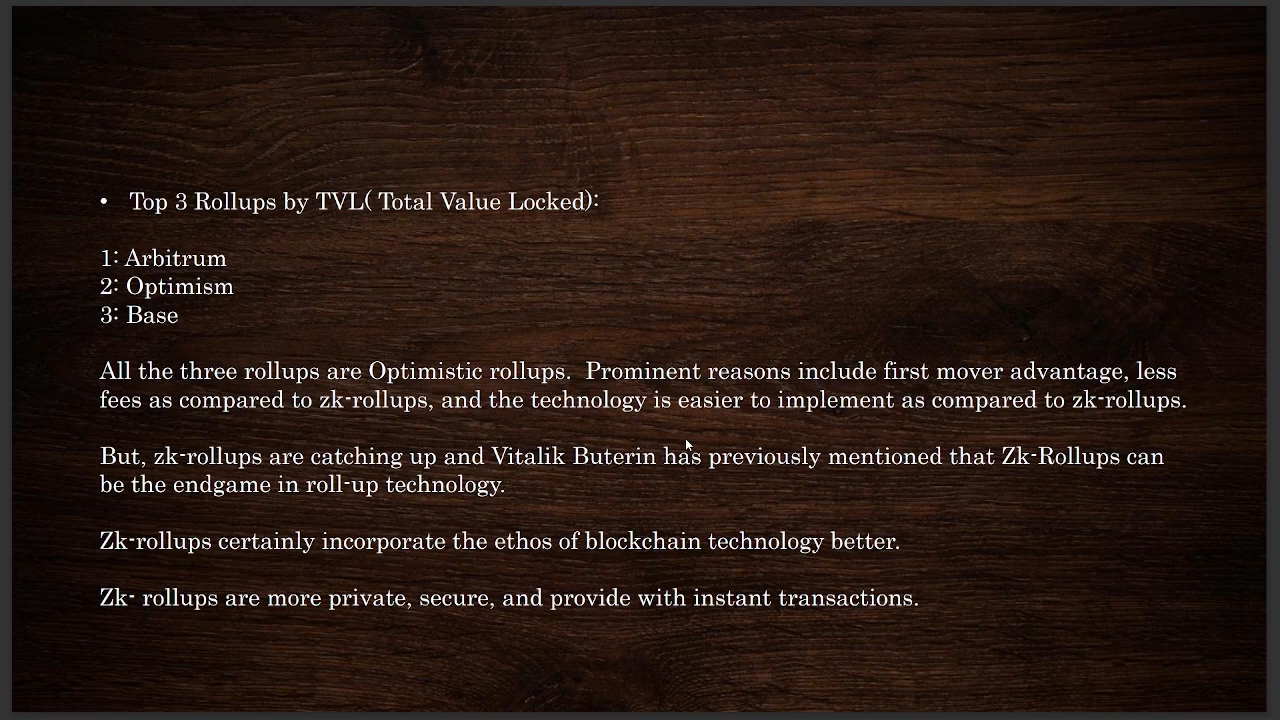 • Top 3 Rollups by TVL( Total Value Locked):
1: Arbitrum
2: Optimism
3: Base
All the three rollups are Optimistic rollups.  Prominent reasons include first mover advantage, less
fees as compared to zk-rollups, and the technology is easier to implement as compared to zk-rollups.
But, zk-rollups are catching up and Vitalik Buterin has previously mentioned that Zk-Rollups can
be the endgame in roll-up technology.
Zk-rollups certainly incorporate the ethos of blockchain technology better.
Zk- rollups are more private, secure, and provide with instant transactions.